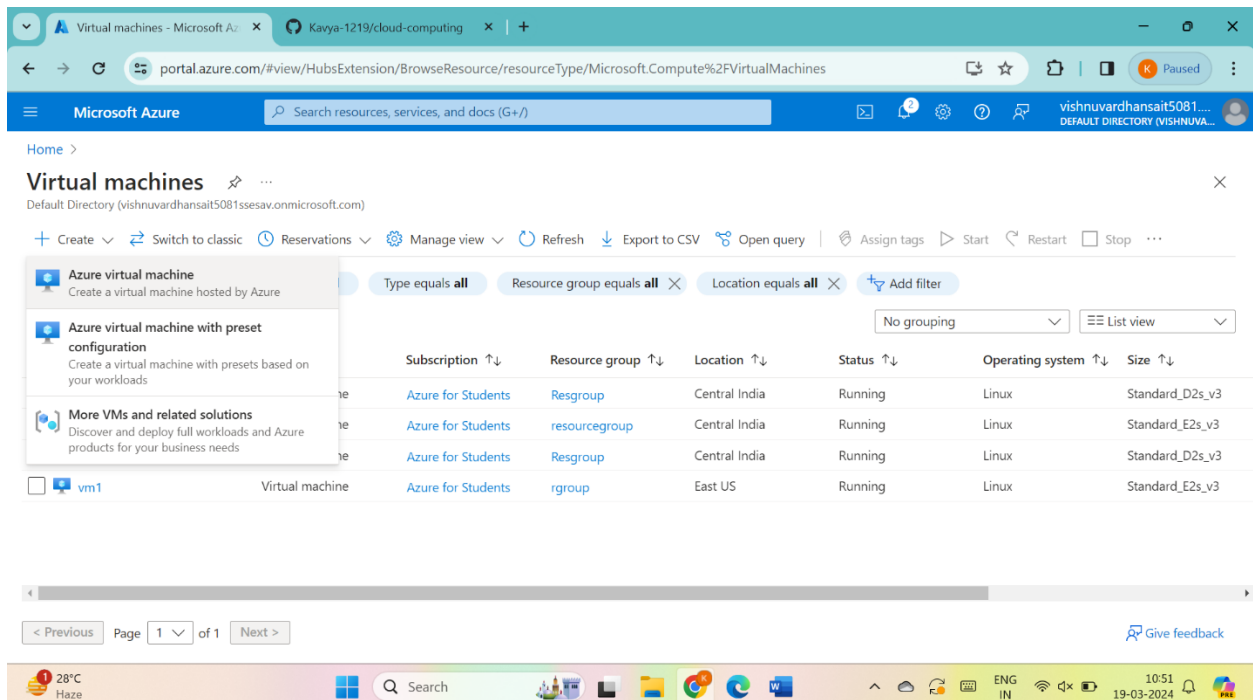 Virtual machines - Microsoft Az
Kavya-1219/cloud-computing
portal.azure.com/#view/HubsExtension/BrowseResource/resourceType/Microsoft.Compute%2FVirtualMachines
K Paused
Microsoft Azure
Search resources, services, and docs (G+/)
2
vishnuvardhansait5081....
DEFAULT DIRECTORY (VISHNUVA...
Home >
Virtual machines
Default Directory (vishnuvardhansait5081ssesav.onmicrosoft.com)
Create Switch to classic Reservations Manage view Refresh Export to CSV Open query Assign tags Start Restart Stop ...
Azure virtual machine
Create a virtual machine hosted by Azure
Azure virtual machine with preset
configuration
Create a virtual machine with presets based on
your workloads
More VMs and related solutions
Discover and deploy full workloads and Azure
products for your business needs
Type equals all Resource group equals all Location equals all Add filter
No grouping List view
Subscription Resource group Location Status Operating system Size
ne Azure for Students Resgroup Central India Running Linux Standard_D2s_v3
ne Azure for Students resourcegroup Central India Running Linux Standard_E2s_v3
ne Azure for Students Resgroup Central India Running Linux Standard_D2s_v3
vm1 Virtual machine Azure for Students rgroup East US Running Linux Standard_E2s_v3
< Previous Page 1 of 1 Next >
Give feedback
1
28°C
Haze
Search
ENG
IN
10:51
19-03-2024
PRE